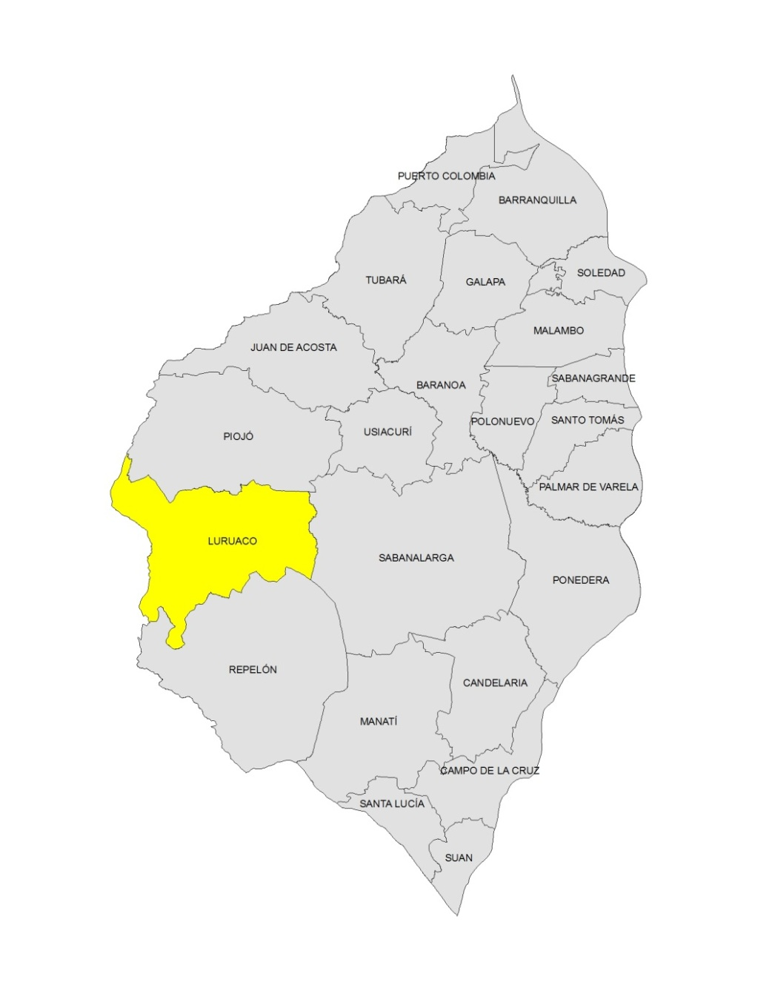 PUERTO COLOMBIA
BARRANQUILLA
SOLEDAD
TUBARÁ
GALAPA
MALAMBO
JUAN DE ACOSTA
SABANAGRANDE
BARANOA
SANTO TOMÁS
POLONUEVO
USIACURÍ
PIOJÓ
PALMAR DE VARELA
LURUACO
SABANALARGA
PONEDERA
REPELÓN
CANDELARIA
MANATÍ
CAMPO DE LA CRUZ
SANTA LUCÍA
SUAN